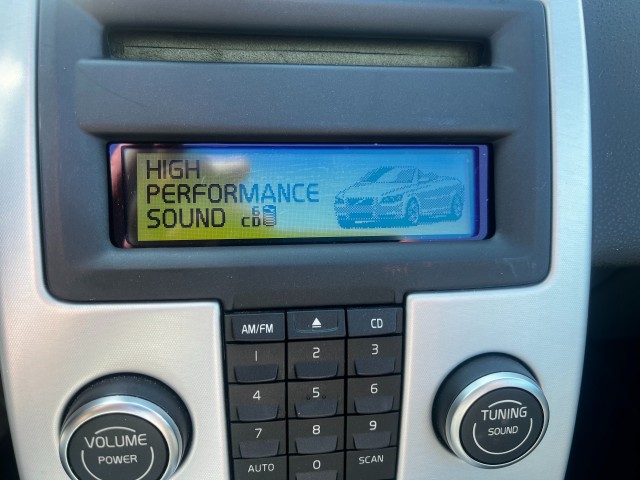 HIGH
PERFORMANCE
SOUND 6 CD
AM/FM CD
1 2 3
4 5 6
7 8 9
AUTO 0 SCAN
VOLUME
POWER
TUNING
SOUND